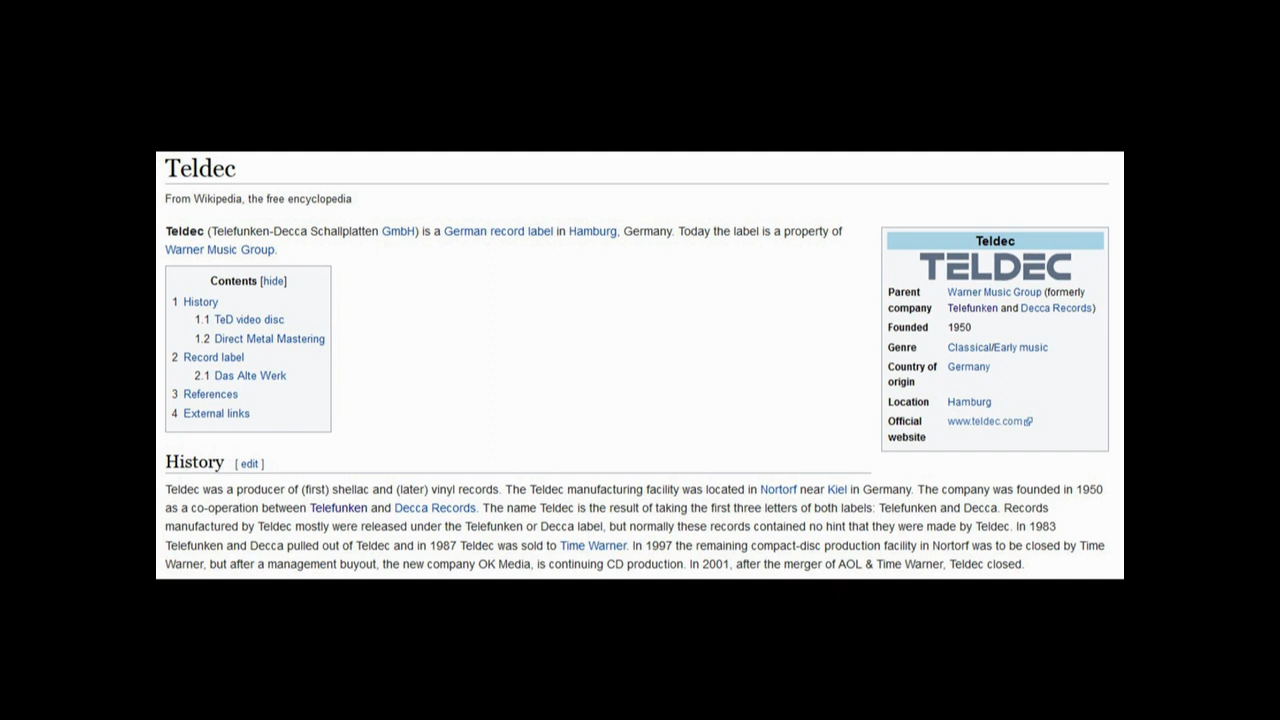 Teldec
From Wikipedia, the free encyclopedia
Teldec (Telefunken-Decca Schallplatten GmbH) is a German record label in Hamburg, Germany. Today the label is a property of
Warner Music Group.
Contents [hide]
1 History
1.1 TeD video disc
1.2 Direct Metal Mastering
2 Record label
2.1 Das Alte Werk
3 References
4 External links
Teldec
TELDEC
Parent company Warner Music Group (formerly Telefunken and Decca Records)
Founded 1950
Genre Classical/Early music
Country of origin Germany
Location Hamburg
Official website www.teldec.com
History [ edit ]
Teldec was a producer of (first) shellac and (later) vinyl records. The Teldec manufacturing facility was located in Nortorf near Kiel in Germany. The company was founded in 1950
as a co-operation between Telefunken and Decca Records. The name Teldec is the result of taking the first three letters of both labels: Telefunken and Decca. Records
manufactured by Teldec mostly were released under the Telefunken or Decca label, but normally these records contained no hint that they were made by Teldec. In 1983
Telefunken and Decca pulled out of Teldec and in 1987 Teldec was sold to Time Warner. In 1997 the remaining compact-disc production facility in Nortorf was to be closed by Time
Warner, but after a management buyout, the new company OK Media, is continuing CD production. In 2001, after the merger of AOL & Time Warner, Teldec closed.